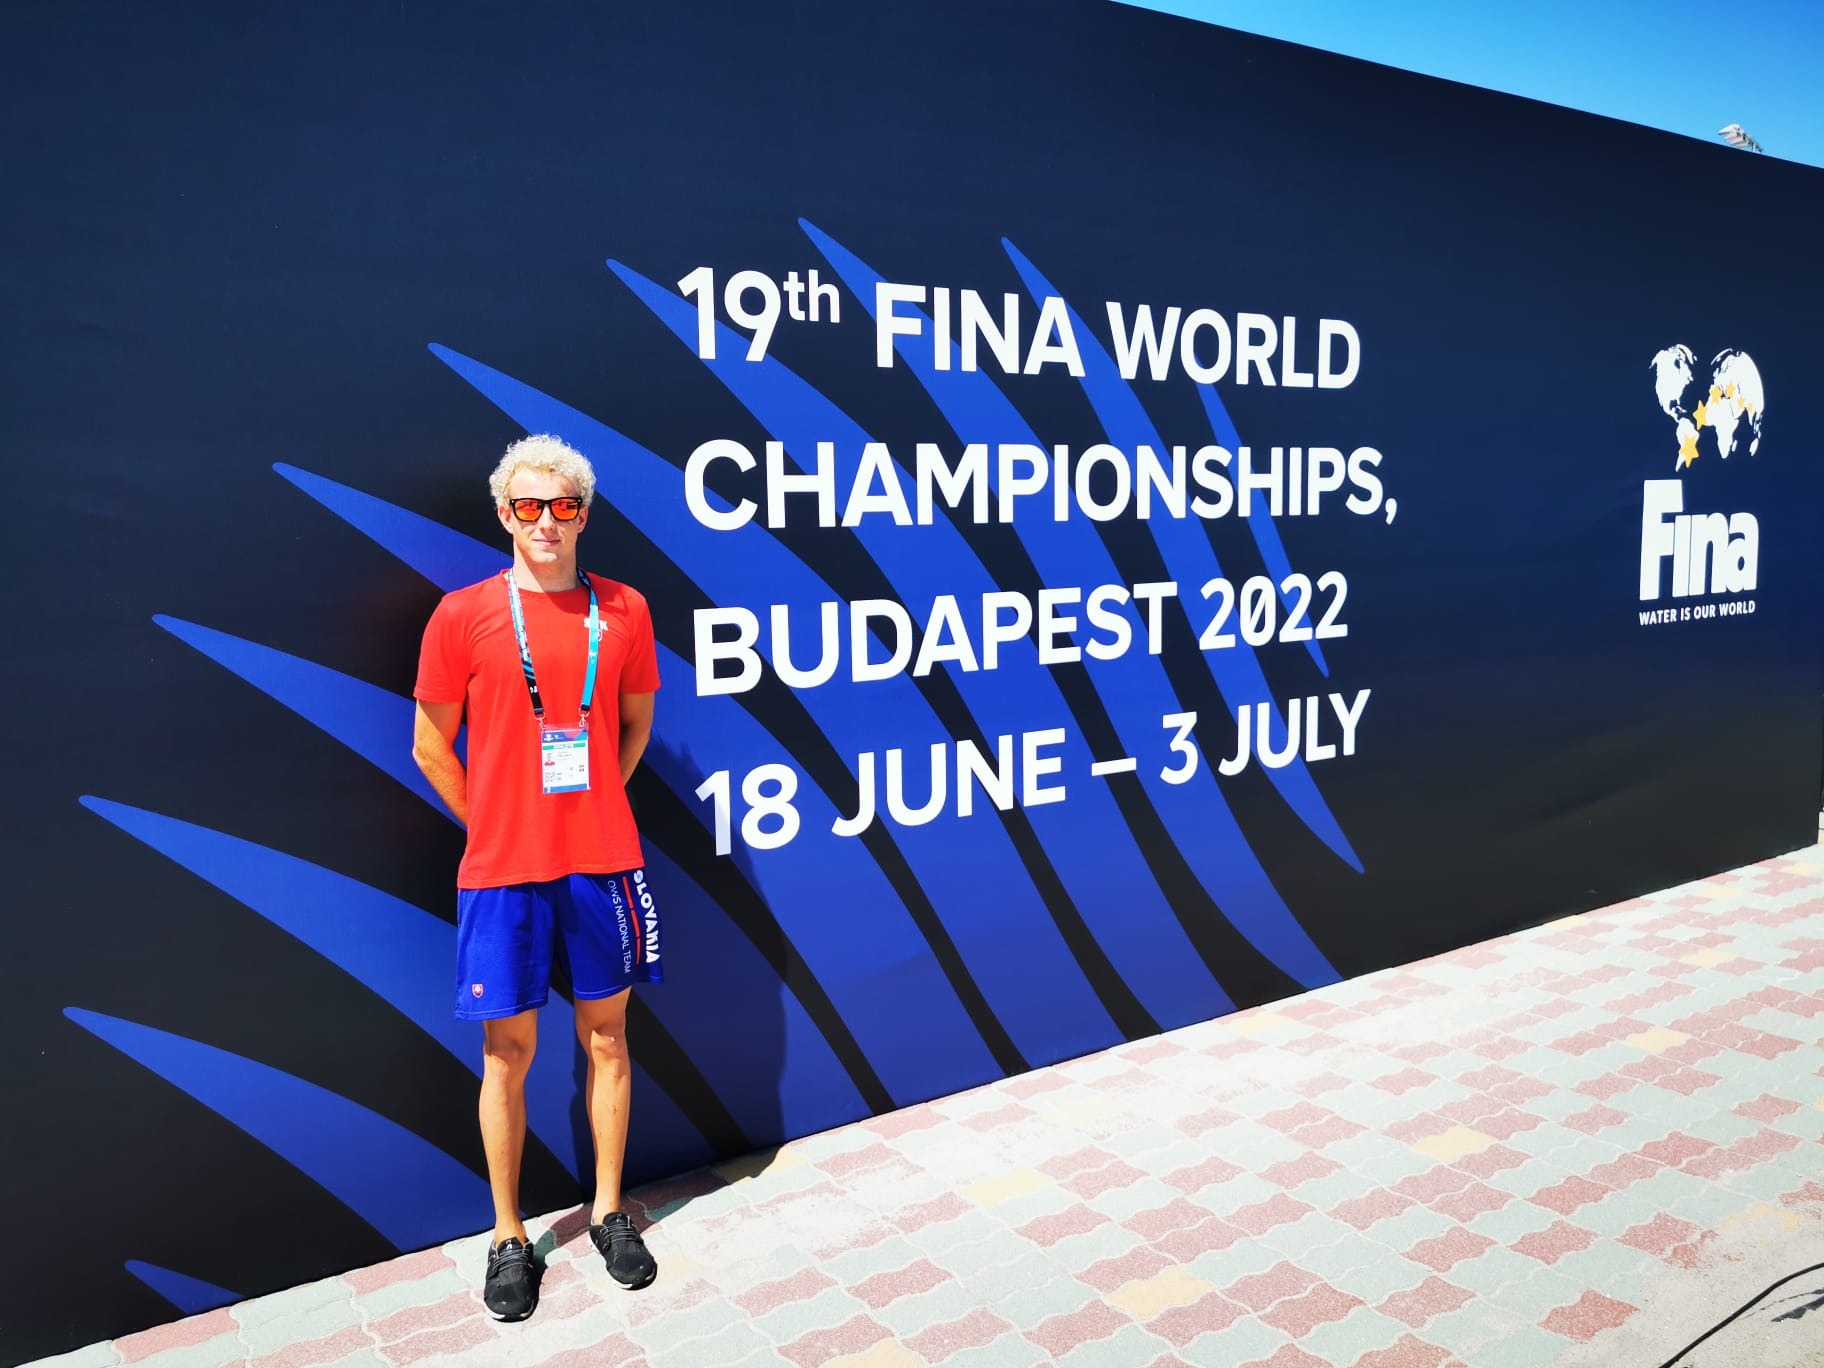 19th FINA WORLD
CHAMPIONSHIPS,
BUDAPEST 2022
18 JUNE – 3 JULY
Fina
WATER IS OUR WORLD
ATHLETE
SLOVAKIA
OWS NATIONAL TEAM